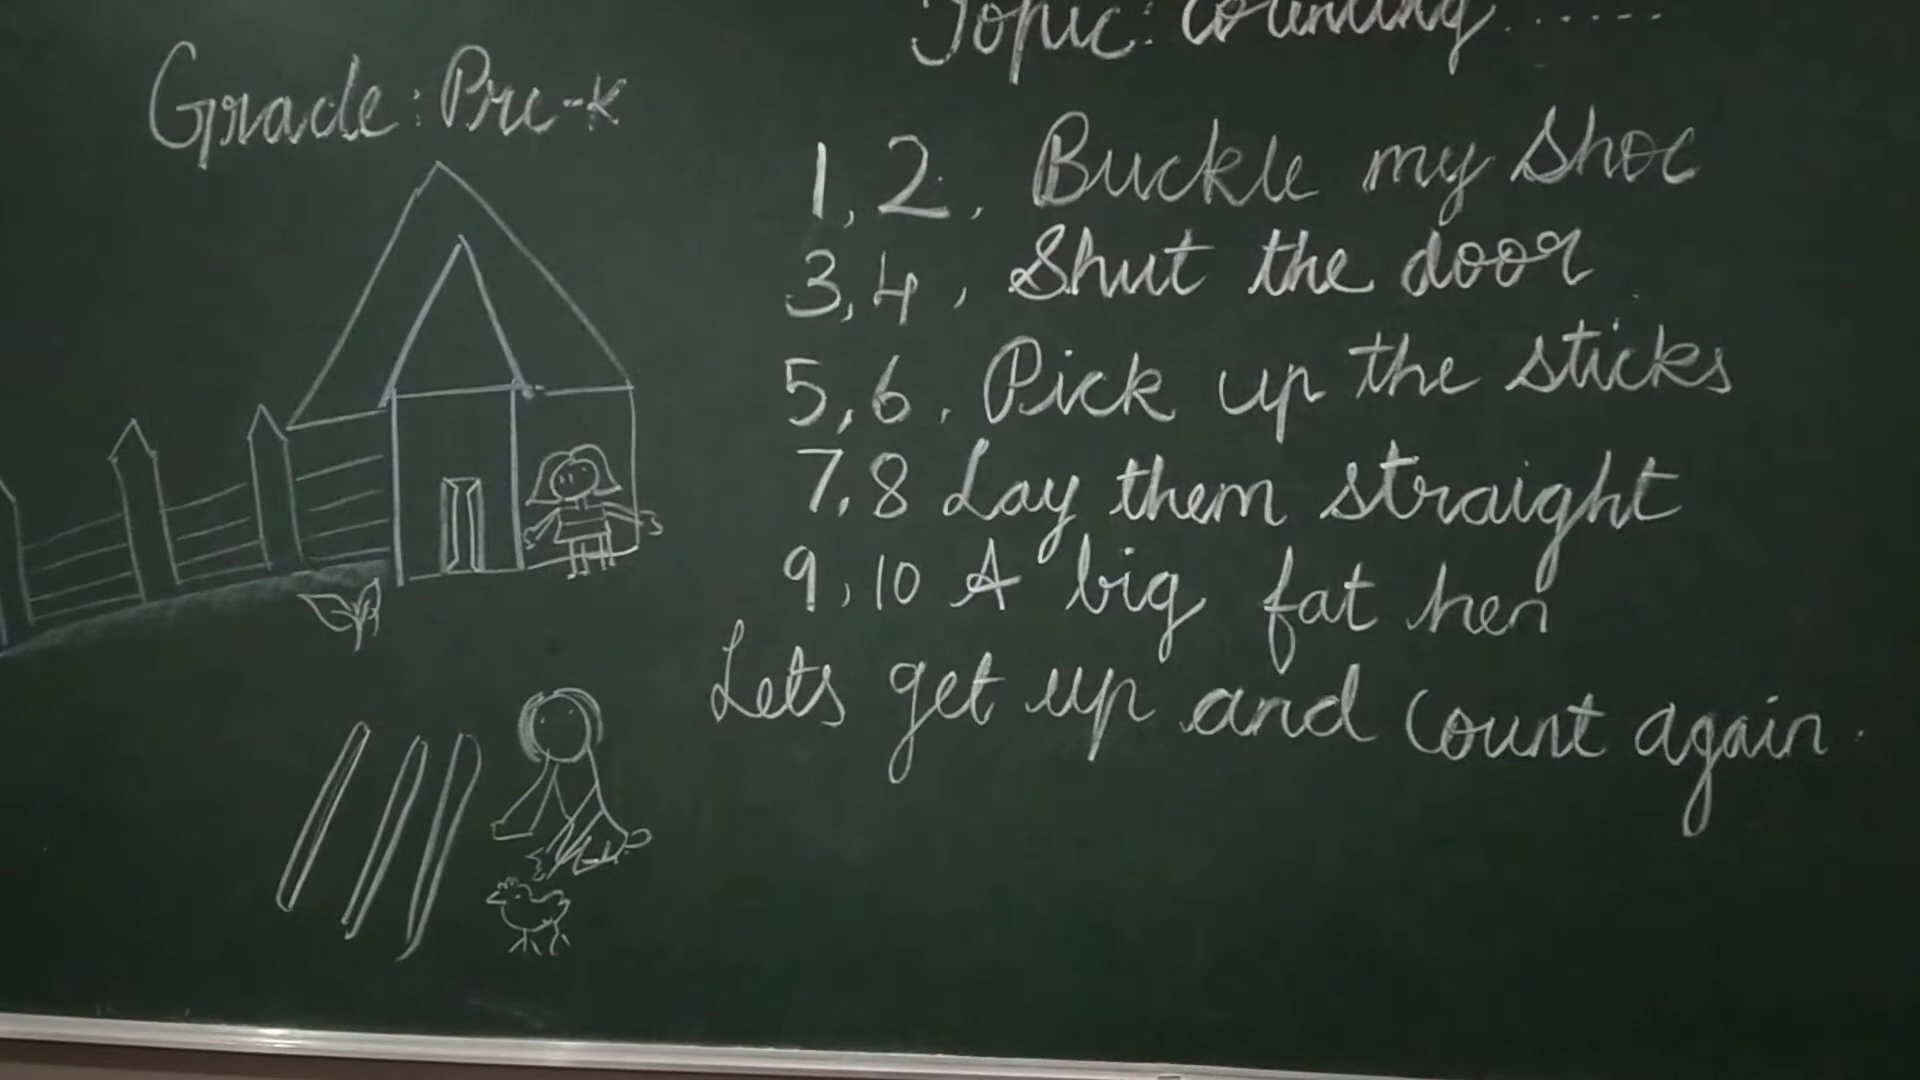 Grade: Pre-K
Topic: Counting......
1, 2, Buckle my shoe
3, 4, Shut the door
5, 6, Pick up the sticks
7, 8 Lay them straight
9, 10 A big fat hen
Lets get up and count again.